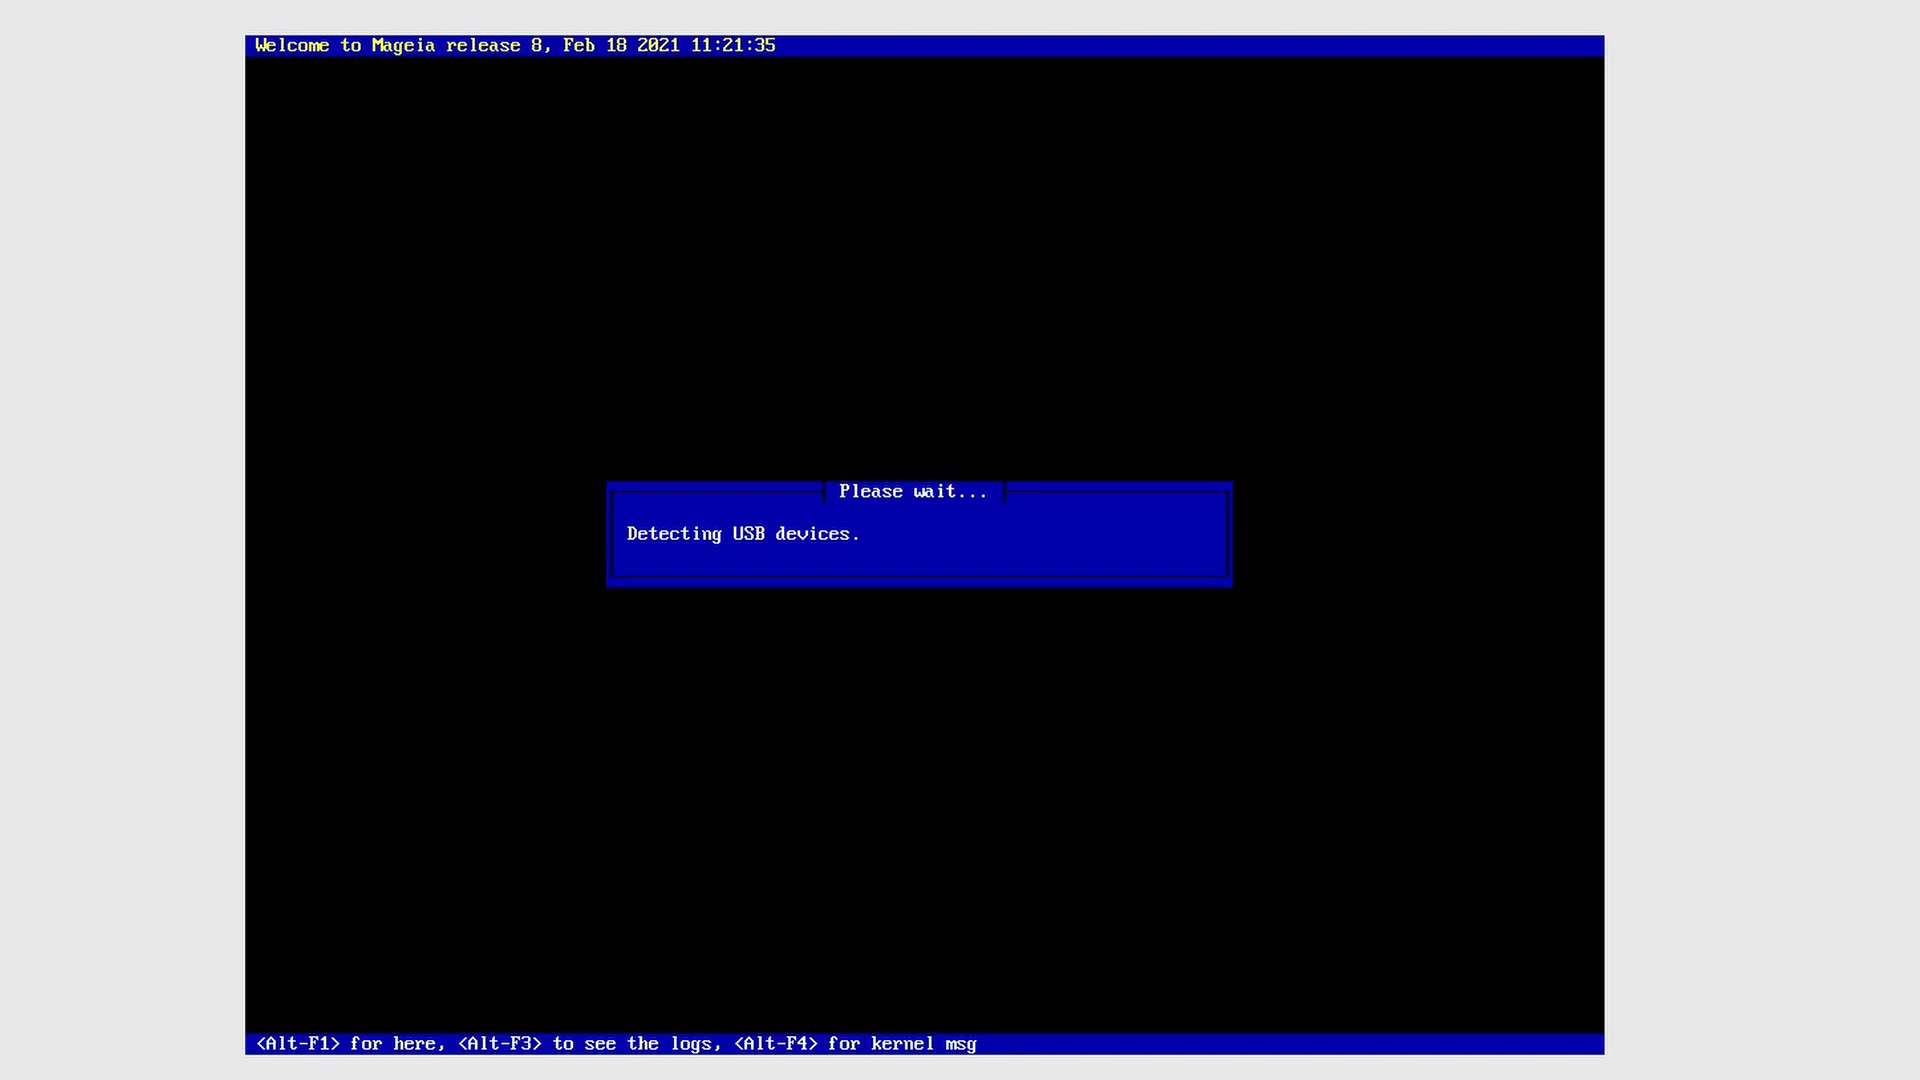 Welcome to Mageia release 8, Feb 18 2021 11:21:35
Please wait...
Detecting USB devices.
<Alt-F1> for here, <Alt-F3> to see the logs, <Alt-F4> for kernel msg